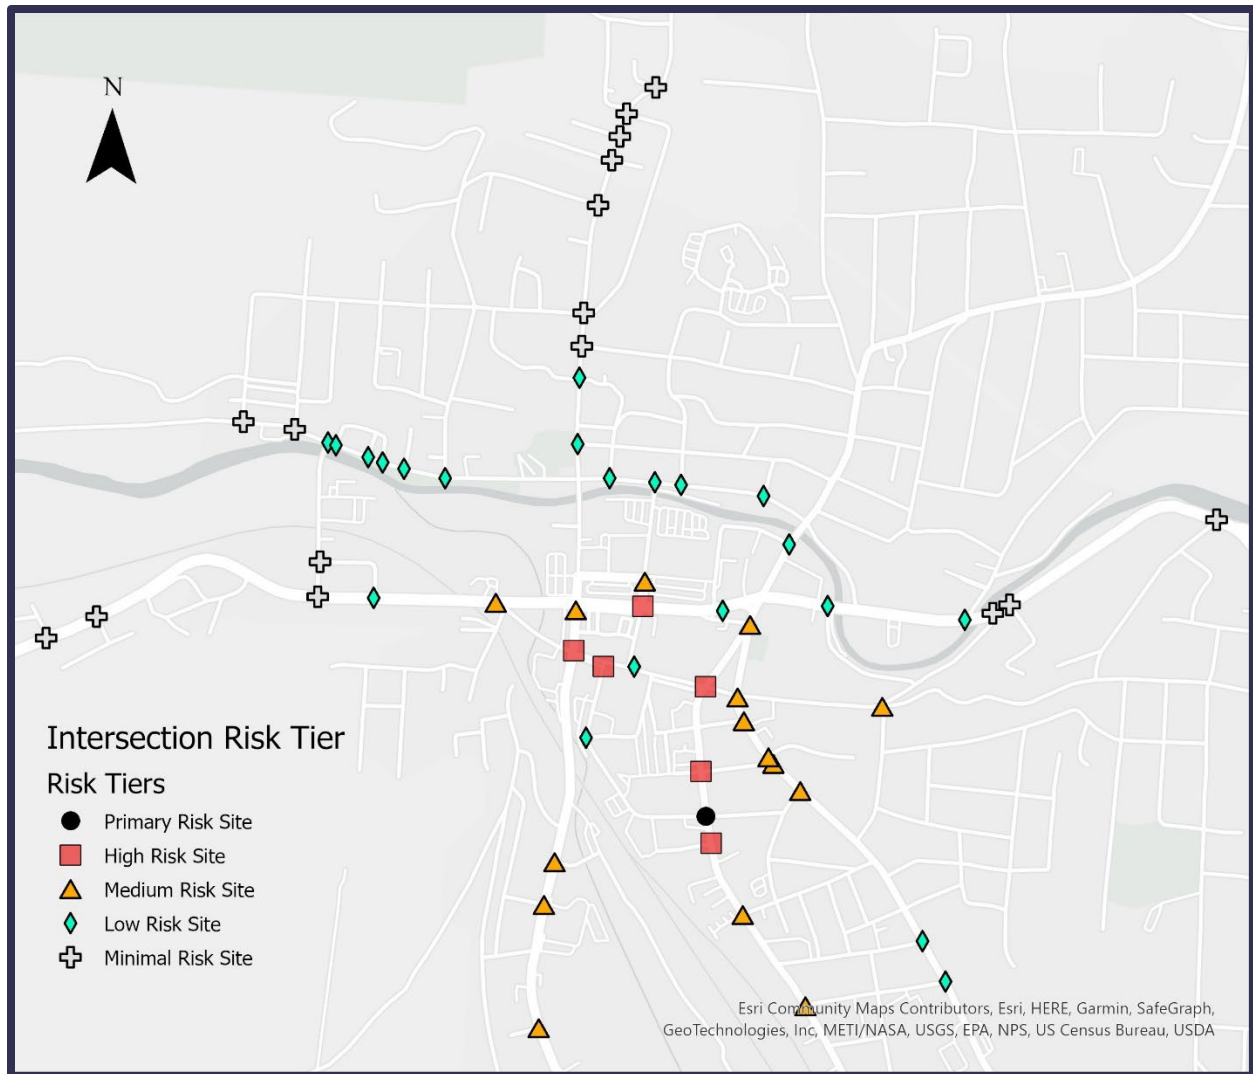 N
Intersection Risk Tier
Risk Tiers
Primary Risk Site
High Risk Site
Medium Risk Site
Low Risk Site
Minimal Risk Site
Esri Community Maps Contributors, Esri, HERE, Garmin, SafeGraph,
GeoTechnologies, Inc, METI/NASA, USGS, EPA, NPS, US Census Bureau, USDA